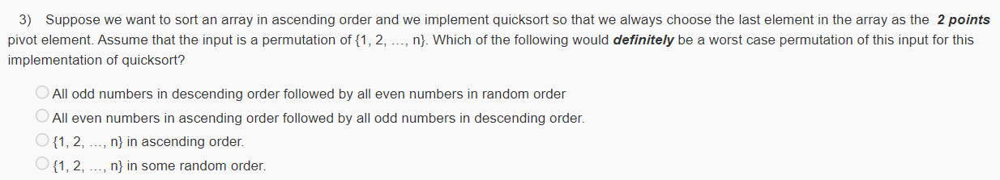 3) Suppose we want to sort an array in ascending order and we implement quicksort so that we always choose the last element in the array as the 2 points
pivot element. Assume that the input is a permutation of {1, 2, …, n}. Which of the following would definitely be a worst case permutation of this input for this
implementation of quicksort?
All odd numbers in descending order followed by all even numbers in random order
All even numbers in ascending order followed by all odd numbers in descending order.
{1, 2, …, n} in ascending order.
{1, 2, …, n} in some random order.